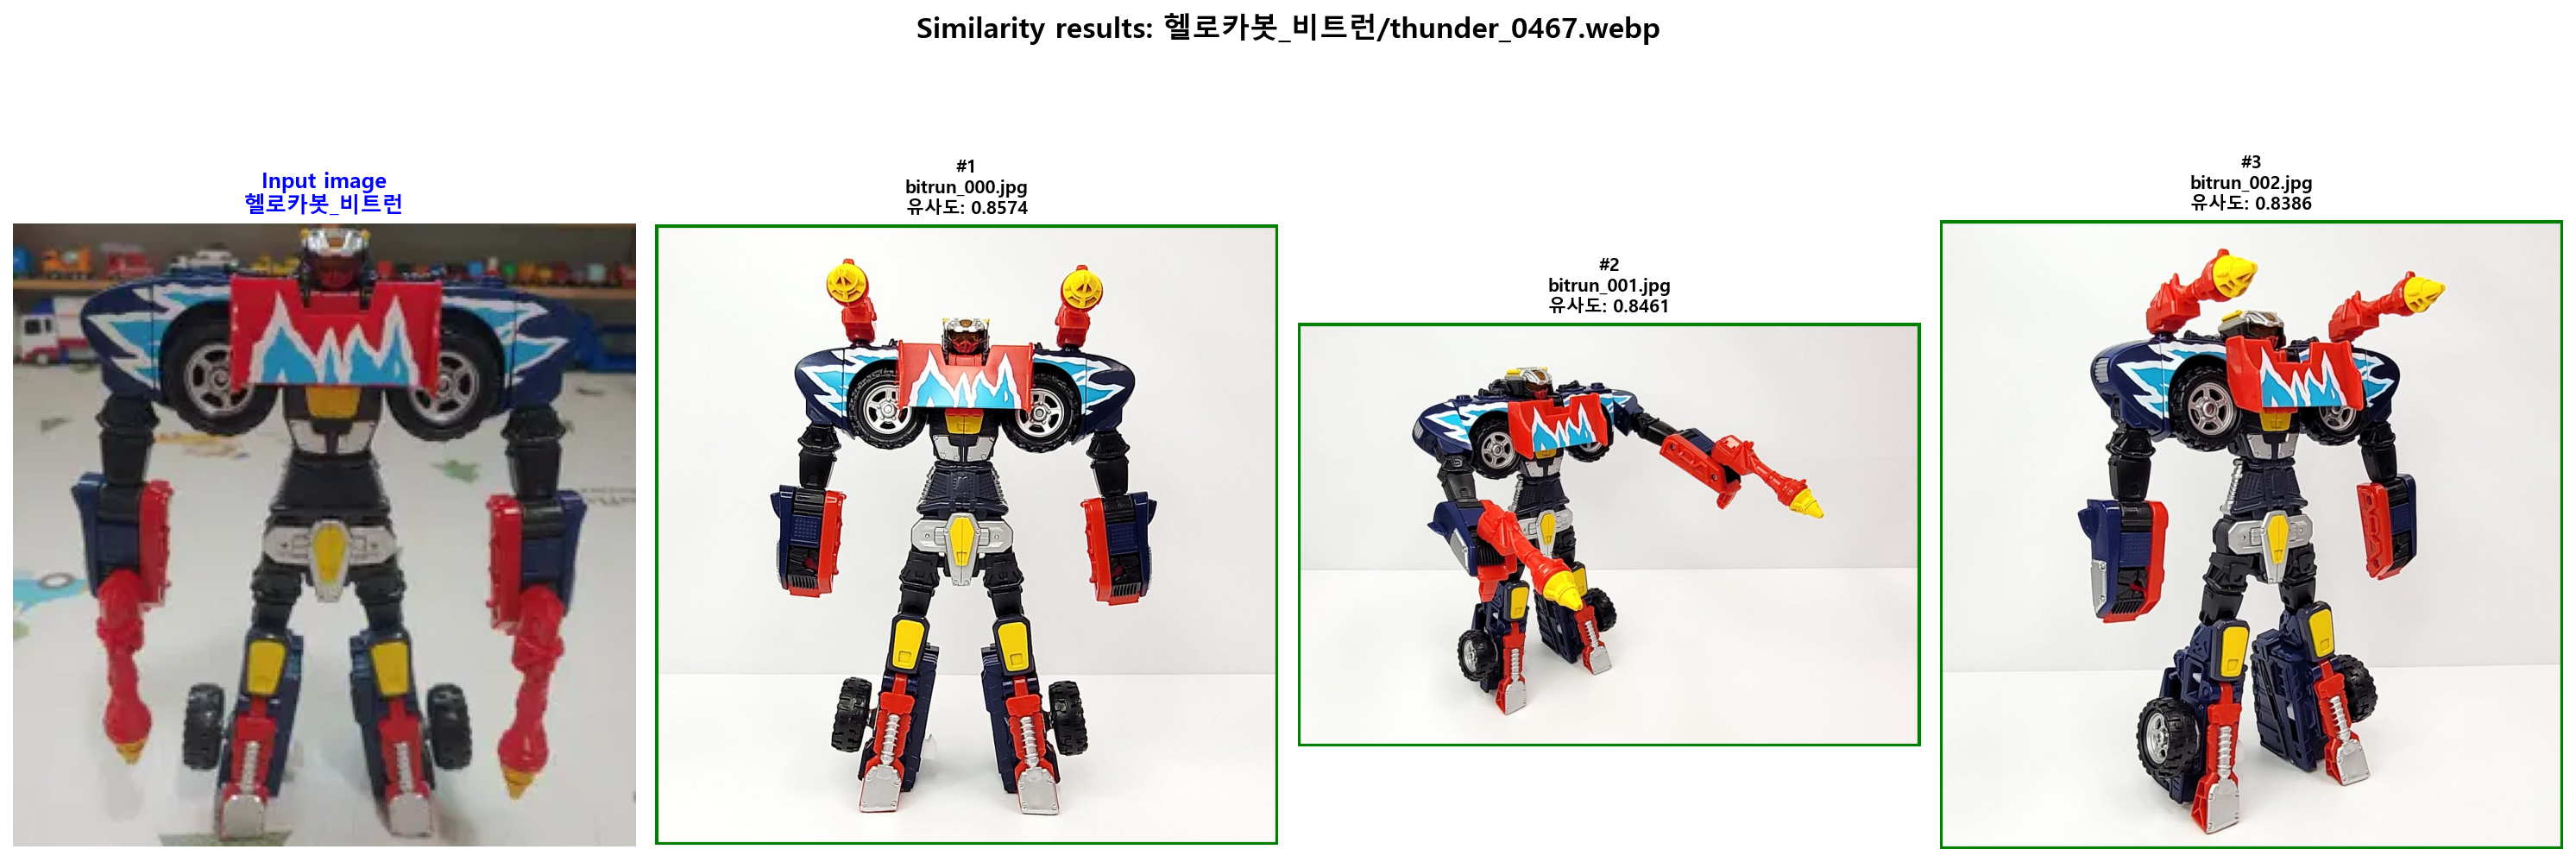 Similarity results: 헬로카봇_비트런/thunder_0467.webp
Input image
헬로카봇_비트런
#1
bitrun_000.jpg
유사도: 0.8574
#2
bitrun_001.jpg
유사도: 0.8461
#3
bitrun_002.jpg
유사도: 0.8386